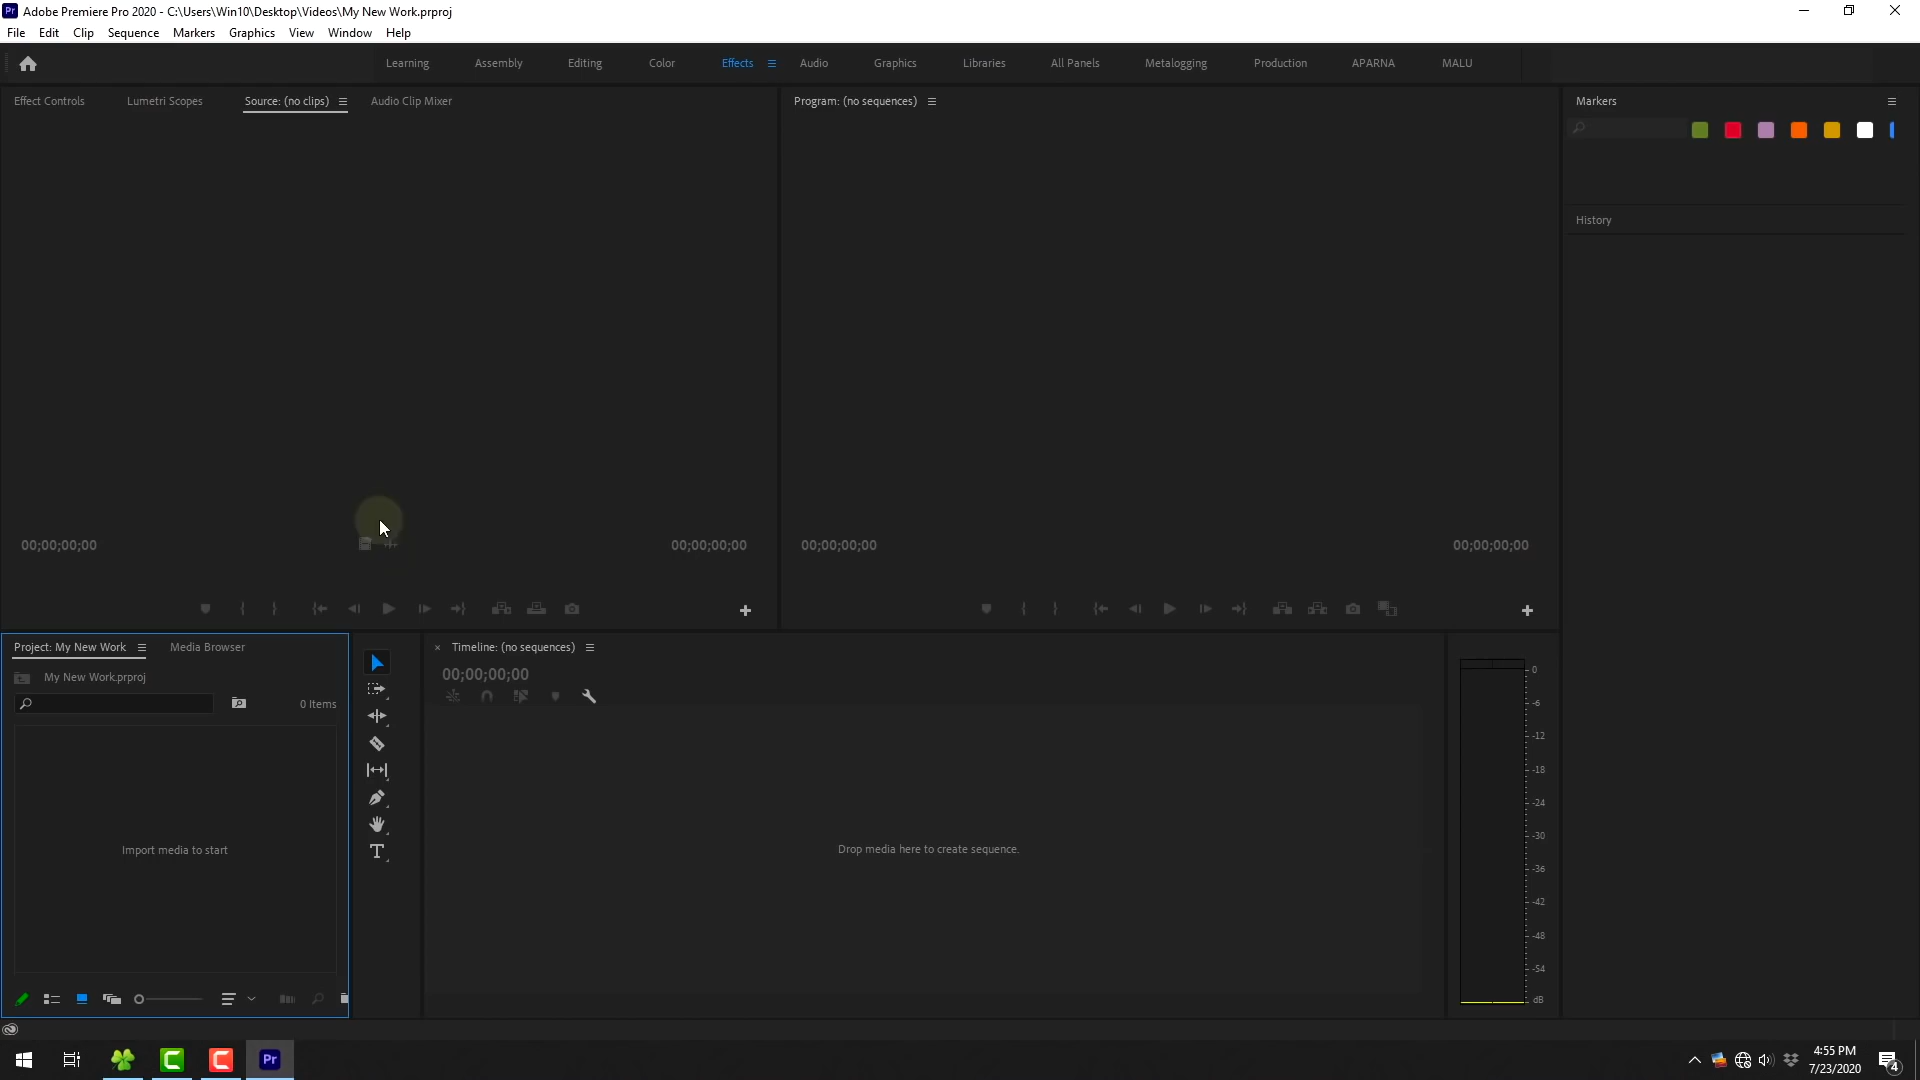 Adobe Premiere Pro 2020 - C:\Users\Win10\Desktop\Videos\My New Work.prproj
File Edit Clip Sequence Markers Graphics View Window Help
Learning Assembly Editing Color Effects Audio Graphics Libraries All Panels Metalogging Production APARNA MALU
Effect Controls Lumetri Scopes Source: (no clips) Audio Clip Mixer Program: (no sequences) Markers
History
00;00;00;00 00;00;00;00 00;00;00;00 00;00;00;00
Project: My New Work Media Browser Timeline: (no sequences)
My New Work.prproj 00;00;00;00
0 Items
Import media to start
Drop media here to create sequence.
0
-6
-12
-18
-24
-30
-36
-42
-48
-54
dB
Pr
4:55 PM
7/23/2020
4